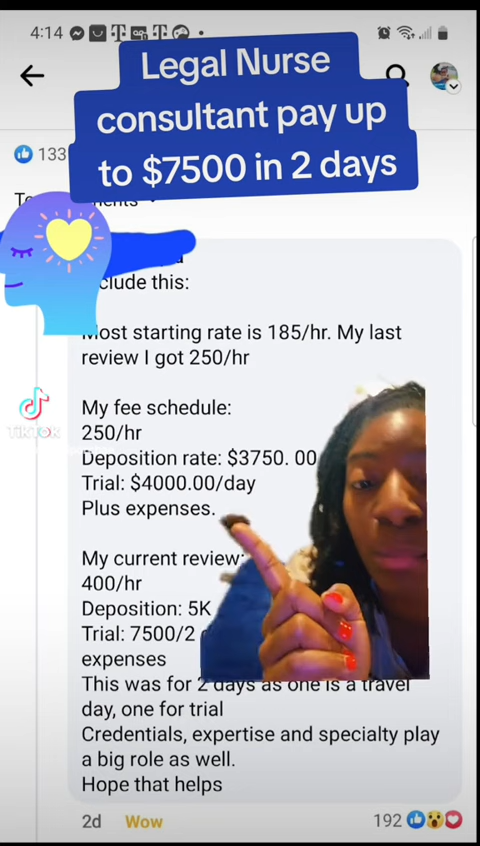 4:14
Legal Nurse
consultant pay up
to $7500 in 2 days
133
clude this:
Most starting rate is 185/hr. My last
review I got 250/hr
My fee schedule:
250/hr
Deposition rate: $3750. 00
Trial: $4000.00/day
Plus expenses.
TikTok
My current review:
400/hr
Deposition: 5K
Trial: 7500/2
expenses
This was for 2 days as one is a travel
day, one for trial
Credentials, expertise and specialty play
a big role as well.
Hope that helps
2d Wow 192